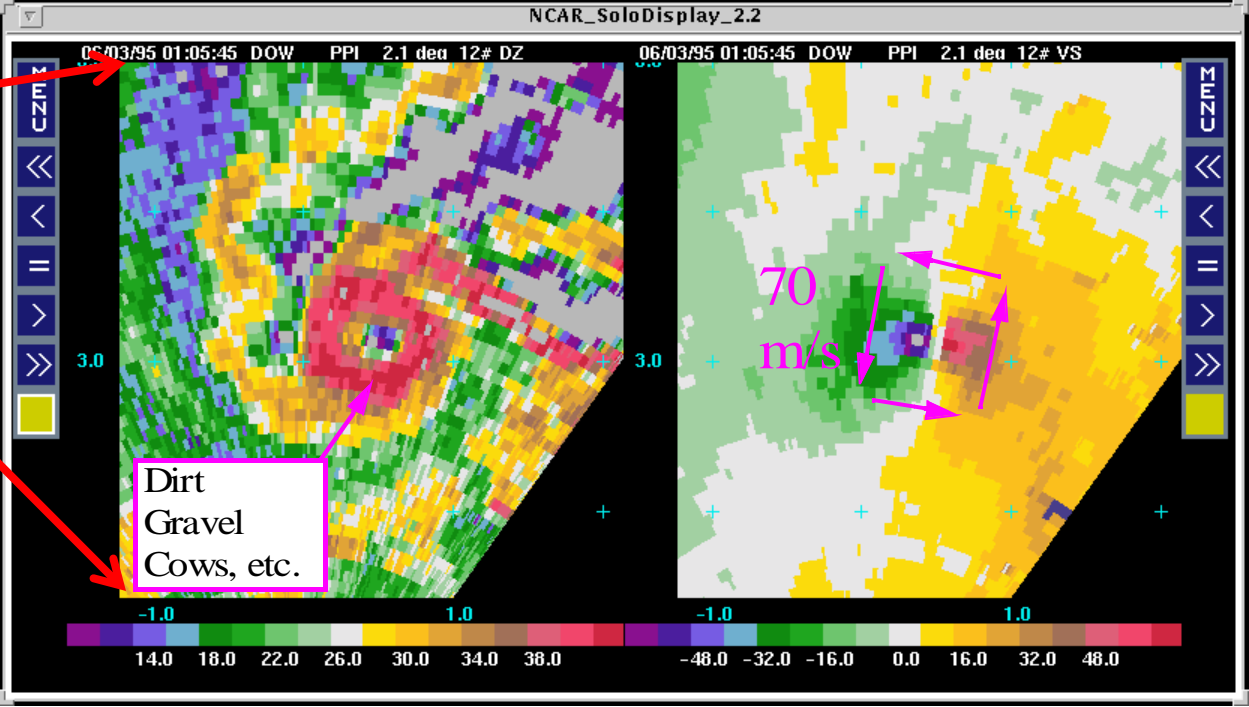 NCAR_SoloDisplay_2.2
06/03/95 01:05:45 DOW PPI 2.1 deg 12# DZ
06/03/95 01:05:45 DOW PPI 2.1 deg 12# VS
MENU
MENU
<<
<
=
>
>>
<<
<
=
>
>>
3.0
3.0
70
m/s
Dirt
Gravel
Cows, etc.
-1.0 1.0
-1.0 1.0
14.0 18.0 22.0 26.0 30.0 34.0 38.0
-48.0 -32.0 -16.0 0.0 16.0 32.0 48.0